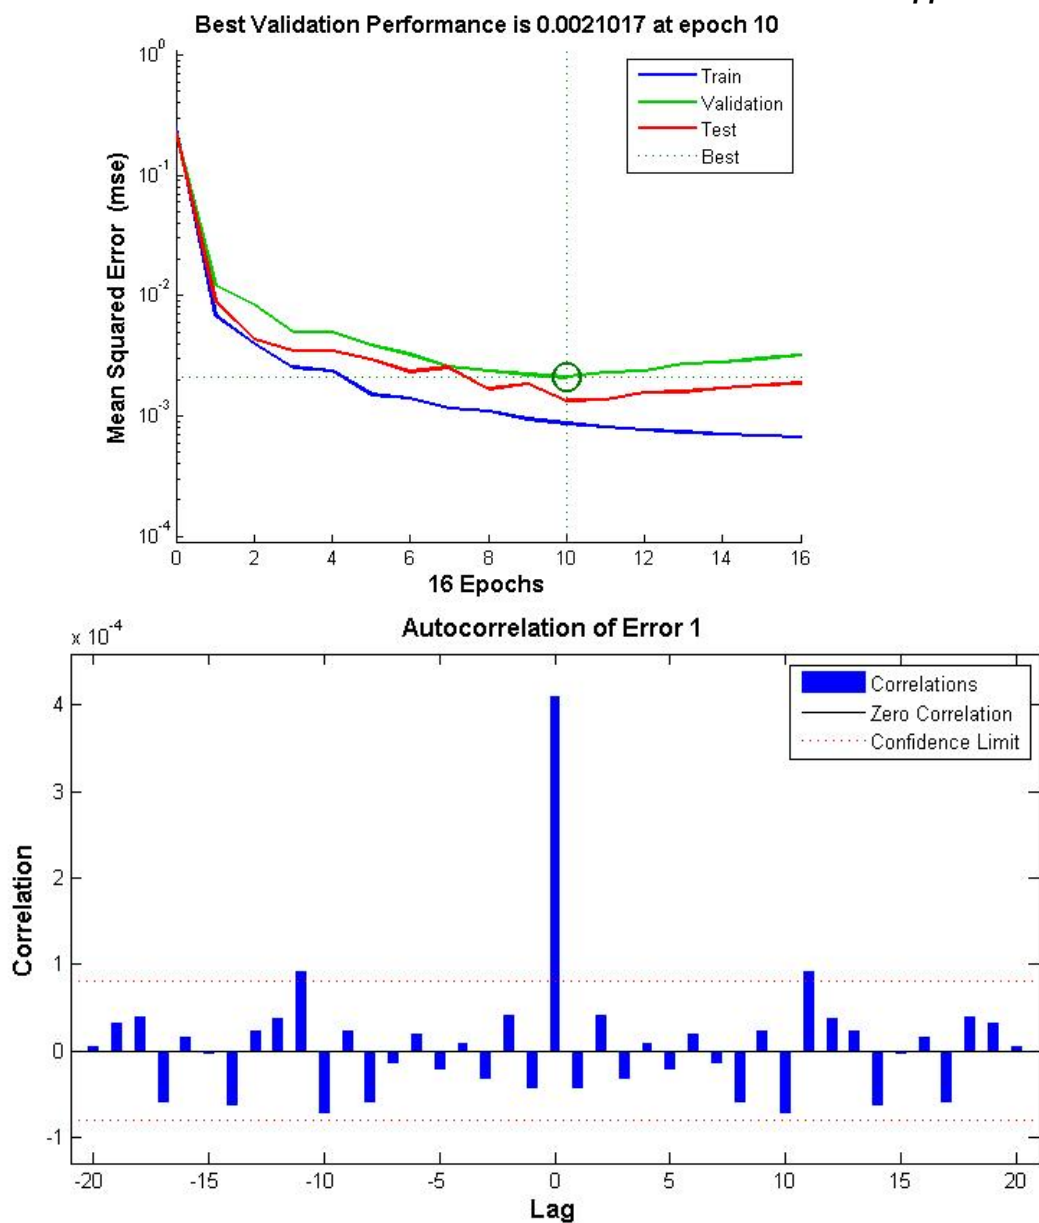 Best Validation Performance is 0.0021017 at epoch 10
10^0
10^-1
10^-2
10^-3
10^-4
Mean Squared Error (mse)
Train
Validation
Test
Best
0 2 4 6 8 10 12 14 16
16 Epochs
Autocorrelation of Error 1
x 10^-4
4
3
2
1
0
-1
Correlation
Correlations
Zero Correlation
Confidence Limit
-20 -15 -10 -5 0 5 10 15 20
Lag